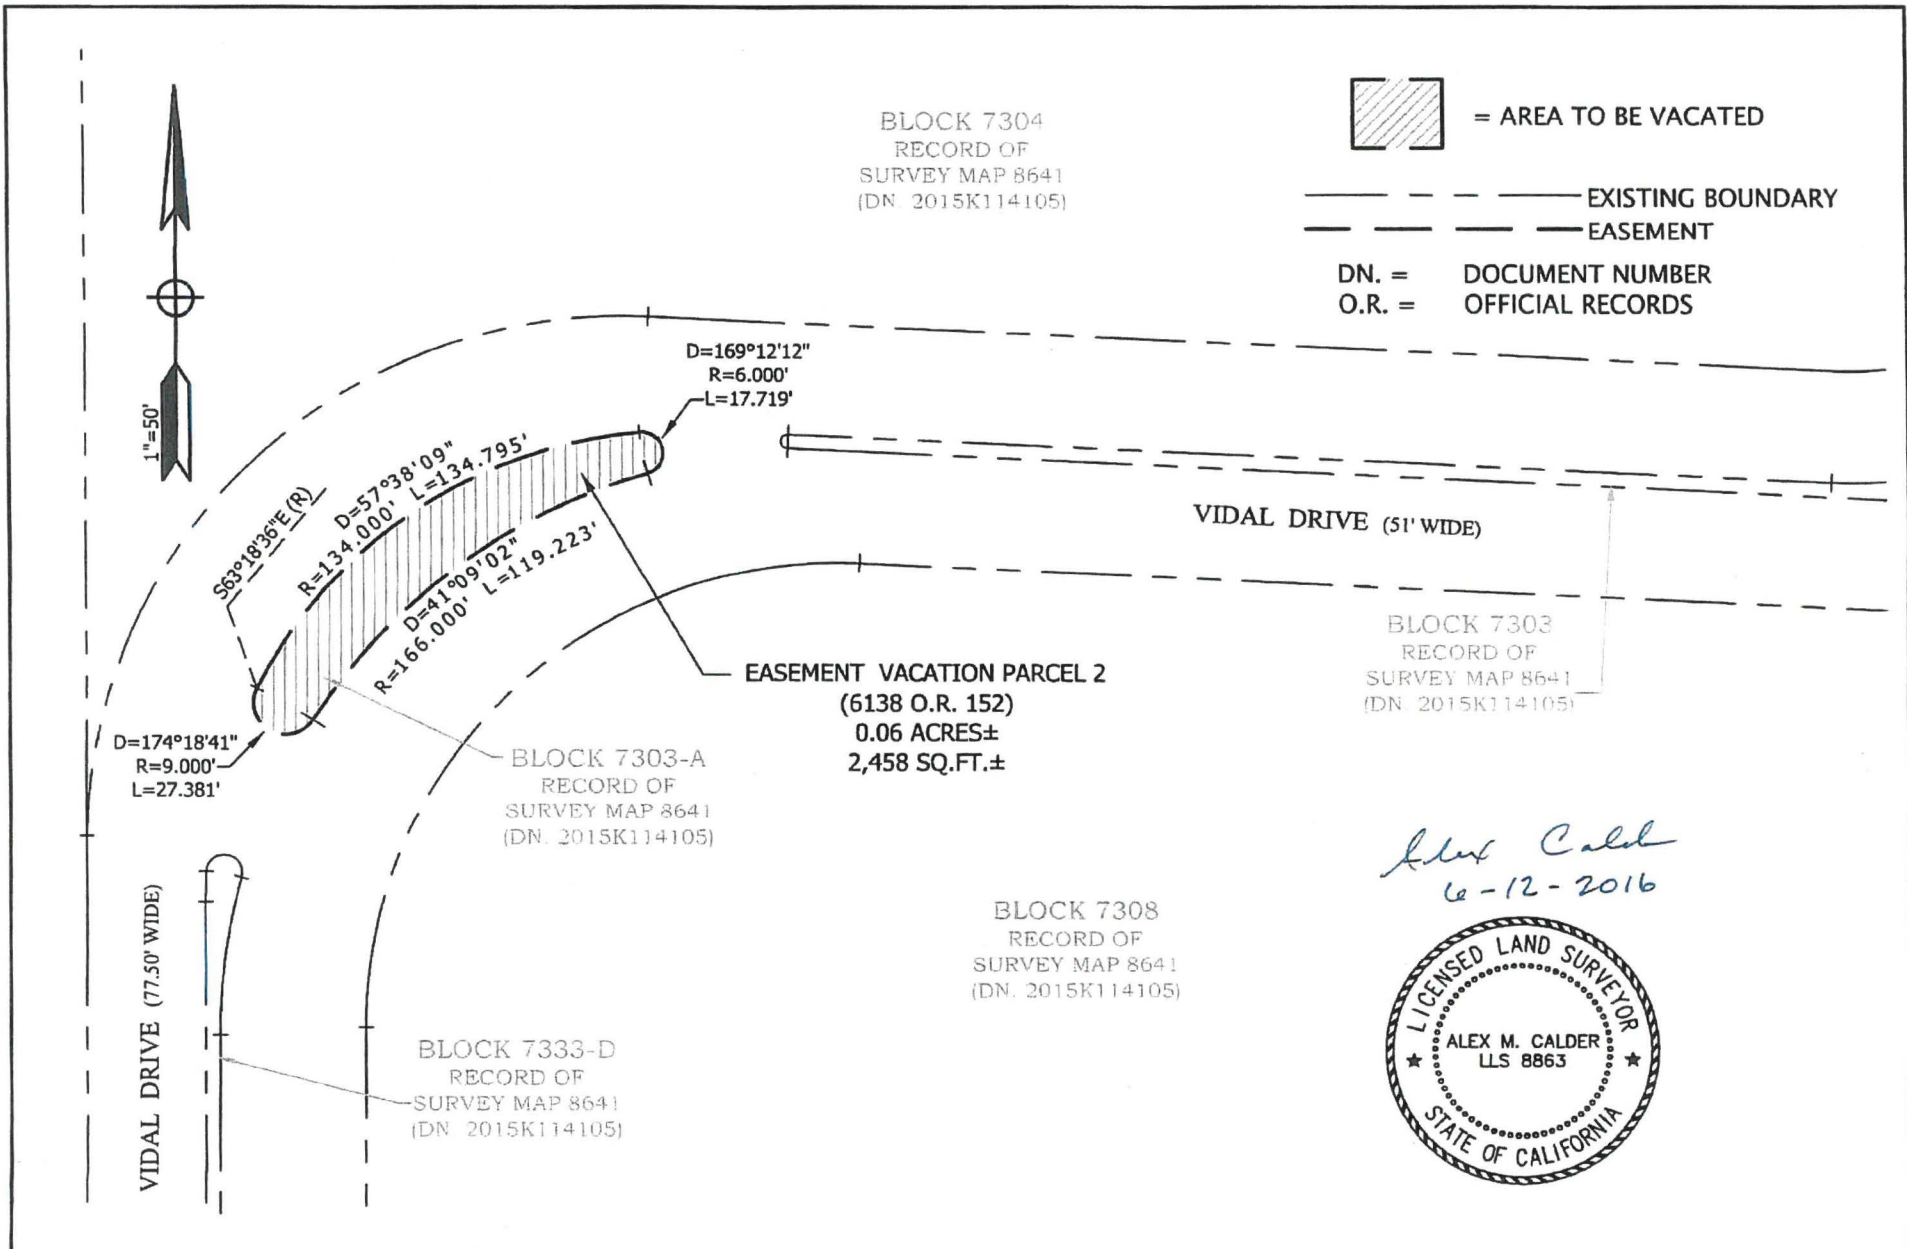 BLOCK 7304
RECORD OF
SURVEY MAP 8641
(DN. 2015K114105)
= AREA TO BE VACATED
EXISTING BOUNDARY
EASEMENT
DN. = DOCUMENT NUMBER
O.R. = OFFICIAL RECORDS
1"=50'
D=169°12'12"
R=6.000'
L=17.719'
S63°18'36"E (R)
D=57°38'09"
R=134.000' L=134.795'
D=41°09'02"
R=166.000' L=119.223'
VIDAL DRIVE (51' WIDE)
BLOCK 7303
RECORD OF
SURVEY MAP 8641
(DN. 2015K114105)
EASEMENT VACATION PARCEL 2
(6138 O.R. 152)
0.06 ACRES±
2,458 SQ.FT.±
D=174°18'41"
R=9.000'
L=27.381'
BLOCK 7303-A
RECORD OF
SURVEY MAP 8641
(DN. 2015K114105)
VIDAL DRIVE (77.50' WIDE)
BLOCK 7333-D
RECORD OF
SURVEY MAP 8641
(DN. 2015K114105)
BLOCK 7308
RECORD OF
SURVEY MAP 8641
(DN. 2015K114105)
Alex Calder
6-12-2016
LICENSED LAND SURVEYOR
ALEX M. CALDER
LLS 8863
STATE OF CALIFORNIA